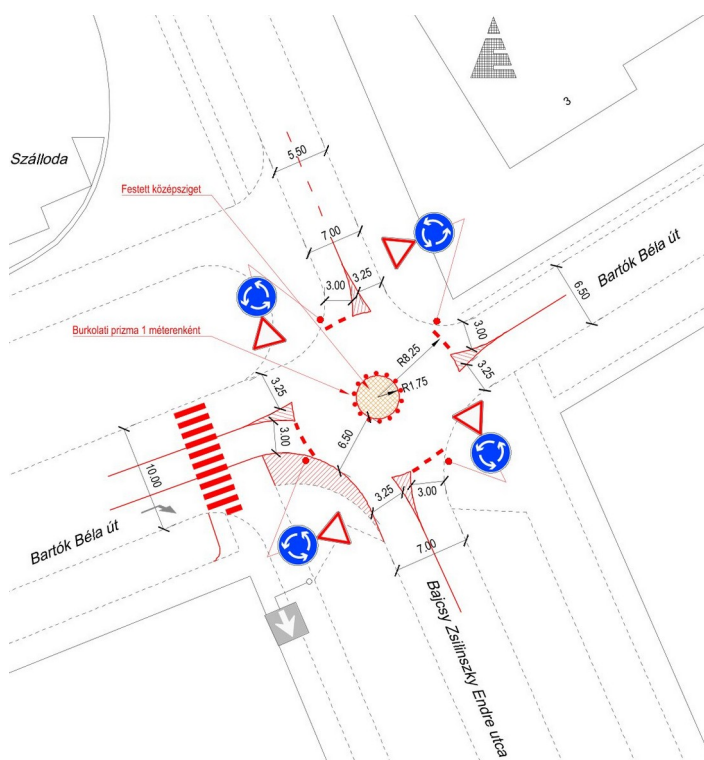 3
5,50
Szálloda
Festett középsziget
7,00
3,00
3,25
Bartók Béla út
6,50
Burkolati prizma 1 méterenként
R8,25
3,00
3,25
R1,75
3,25
3,00
6,50
10,00
3,25
3,00
7,00
Bartók Béla út
Bajcsy Zsilinszky Endre utca